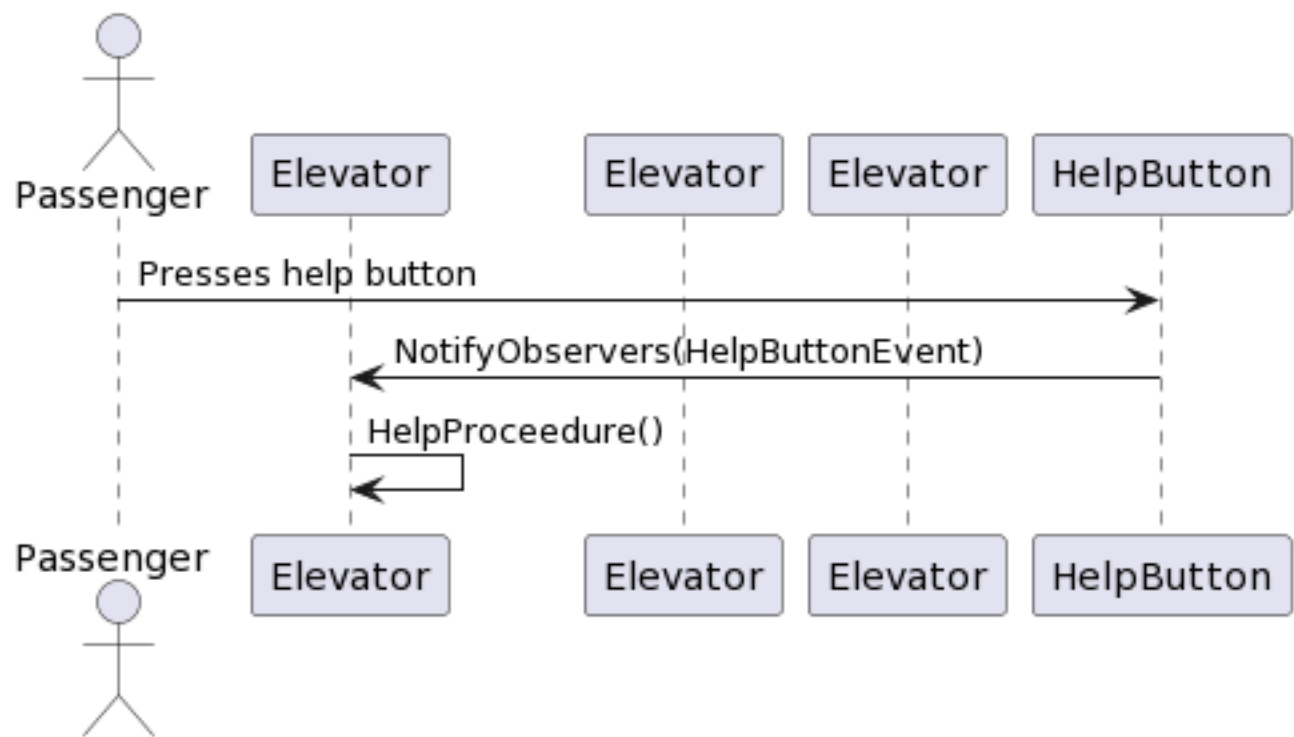 Passenger
Elevator
Elevator
Elevator
HelpButton
Presses help button
NotifyObservers(HelpButtonEvent)
HelpProceedure()
Passenger
Elevator
Elevator
Elevator
HelpButton